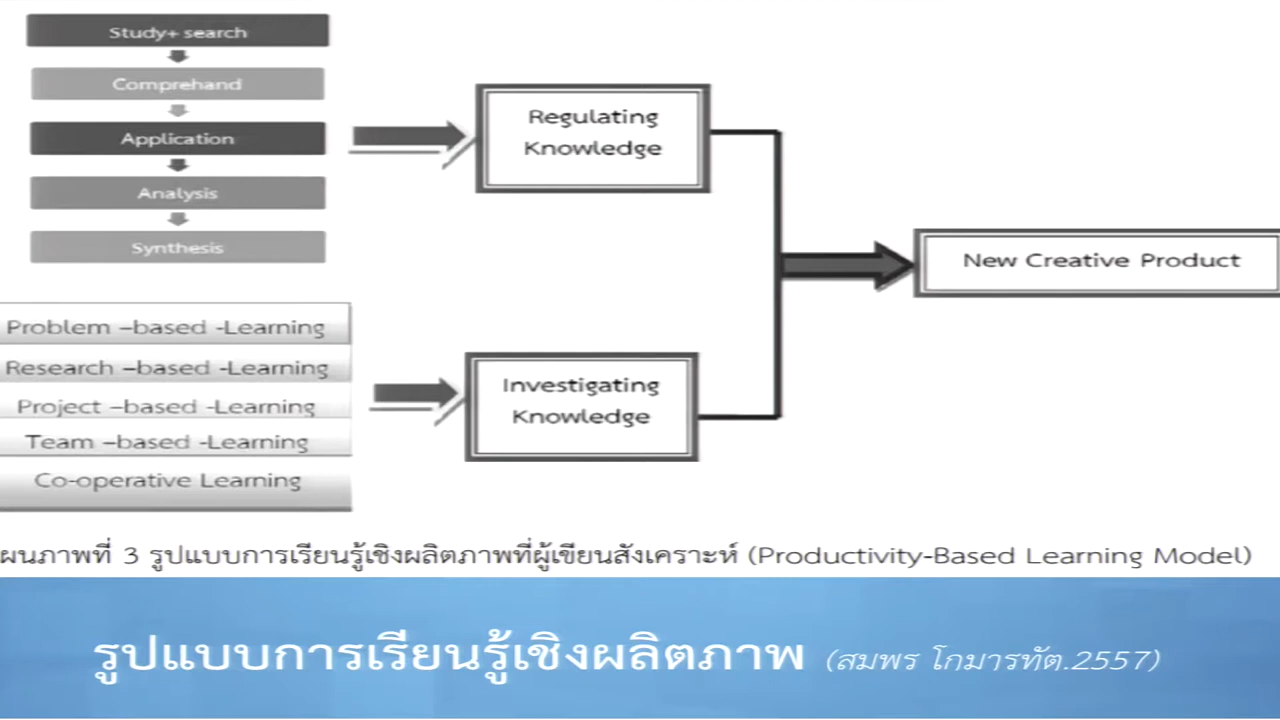 Study+ search
Comprehand
Application
Analysis
Synthesis
Regulating
Knowledge
New Creative Product
Problem –based -Learning
Research –based -Learning
Project –based -Learning
Team –based -Learning
Co-operative Learning
Investigating
Knowledge
ผนภาพที่ 3 รูปแบบการเรียนรู้เชิงผลิตภาพที่ผู้เขียนสังเคราะห์ (Productivity-Based Learning Model)
รูปแบบการเรียนรู้เชิงผลิตภาพ (สมพร โกมารทัต.2557)